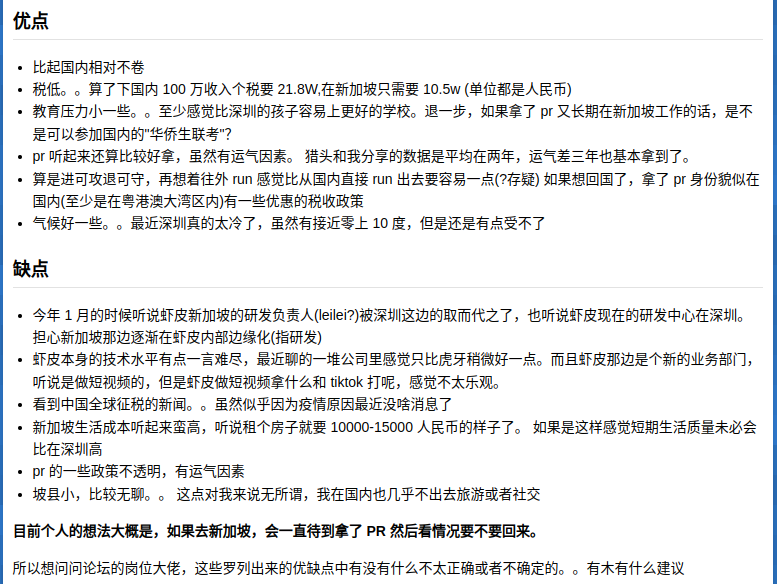 优点
比起国内相对不卷
税低。。算了下国内 100 万收入个税要 21.8W,在新加坡只需要 10.5w (单位都是人民币)
教育压力小一些。。至少感觉比深圳的孩子容易上更好的学校。退一步，如果拿了 pr 又长期在新加坡工作的话，是不
是可以参加国内的"华侨生联考"？
pr 听起来还算比较好拿，虽然有运气因素。 猎头和我分享的数据是平均在两年，运气差三年也基本拿到了。
算是进可攻退可守，再想着往外 run 感觉比从国内直接 run 出去要容易一点(?存疑) 如果想回国了，拿了 pr 身份貌似在
国内(至少是在粤港澳大湾区内)有一些优惠的税收政策
气候好一些。。最近深圳真的太冷了，虽然有接近零上 10 度，但是还是有点受不了
缺点
今年 1 月的时候听说虾皮新加坡的研发负责人(leilei?)被深圳这边的取而代之了，也听说虾皮现在的研发中心在深圳。
担心新加坡那边逐渐在虾皮内部边缘化(指研发)
虾皮本身的技术水平有点一言难尽，最近聊的一堆公司里感觉只比虎牙稍微好一点。而且虾皮那边是个新的业务部门，
听说是做短视频的，但是虾皮做短视频拿什么和 tiktok 打呢，感觉不太乐观。
看到中国全球征税的新闻。。虽然似乎因为疫情原因最近没啥消息了
新加坡生活成本听起来蛮高，听说租个房子就要 10000-15000 人民币的样子了。 如果是这样感觉短期生活质量未必会
比在深圳高
pr 的一些政策不透明，有运气因素
坡县小，比较无聊。。 这点对我来说无所谓，我在国内也几乎不出去旅游或者社交
目前个人的想法大概是，如果去新加坡，会一直待到拿了 PR 然后看情况要不要回来。
所以想问问论坛的岗位大佬，这些罗列出来的优缺点中有没有什么不太正确或者不确定的。。有木有什么建议